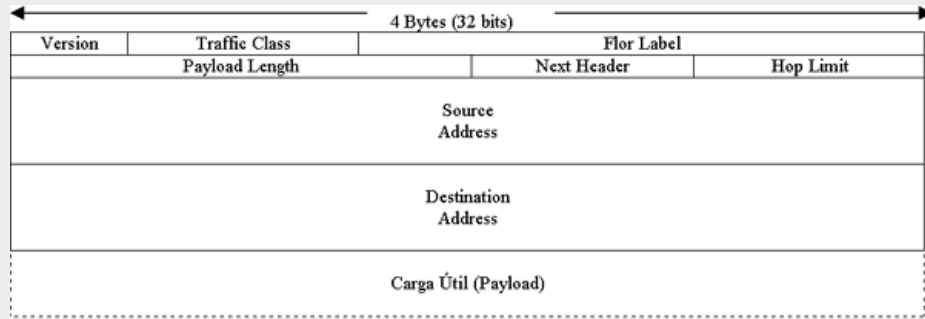 4 Bytes (32 bits)
Version Traffic Class Flor Label
Payload Length Next Header Hop Limit
Source
Address
Destination
Address
Carga Útil (Payload)